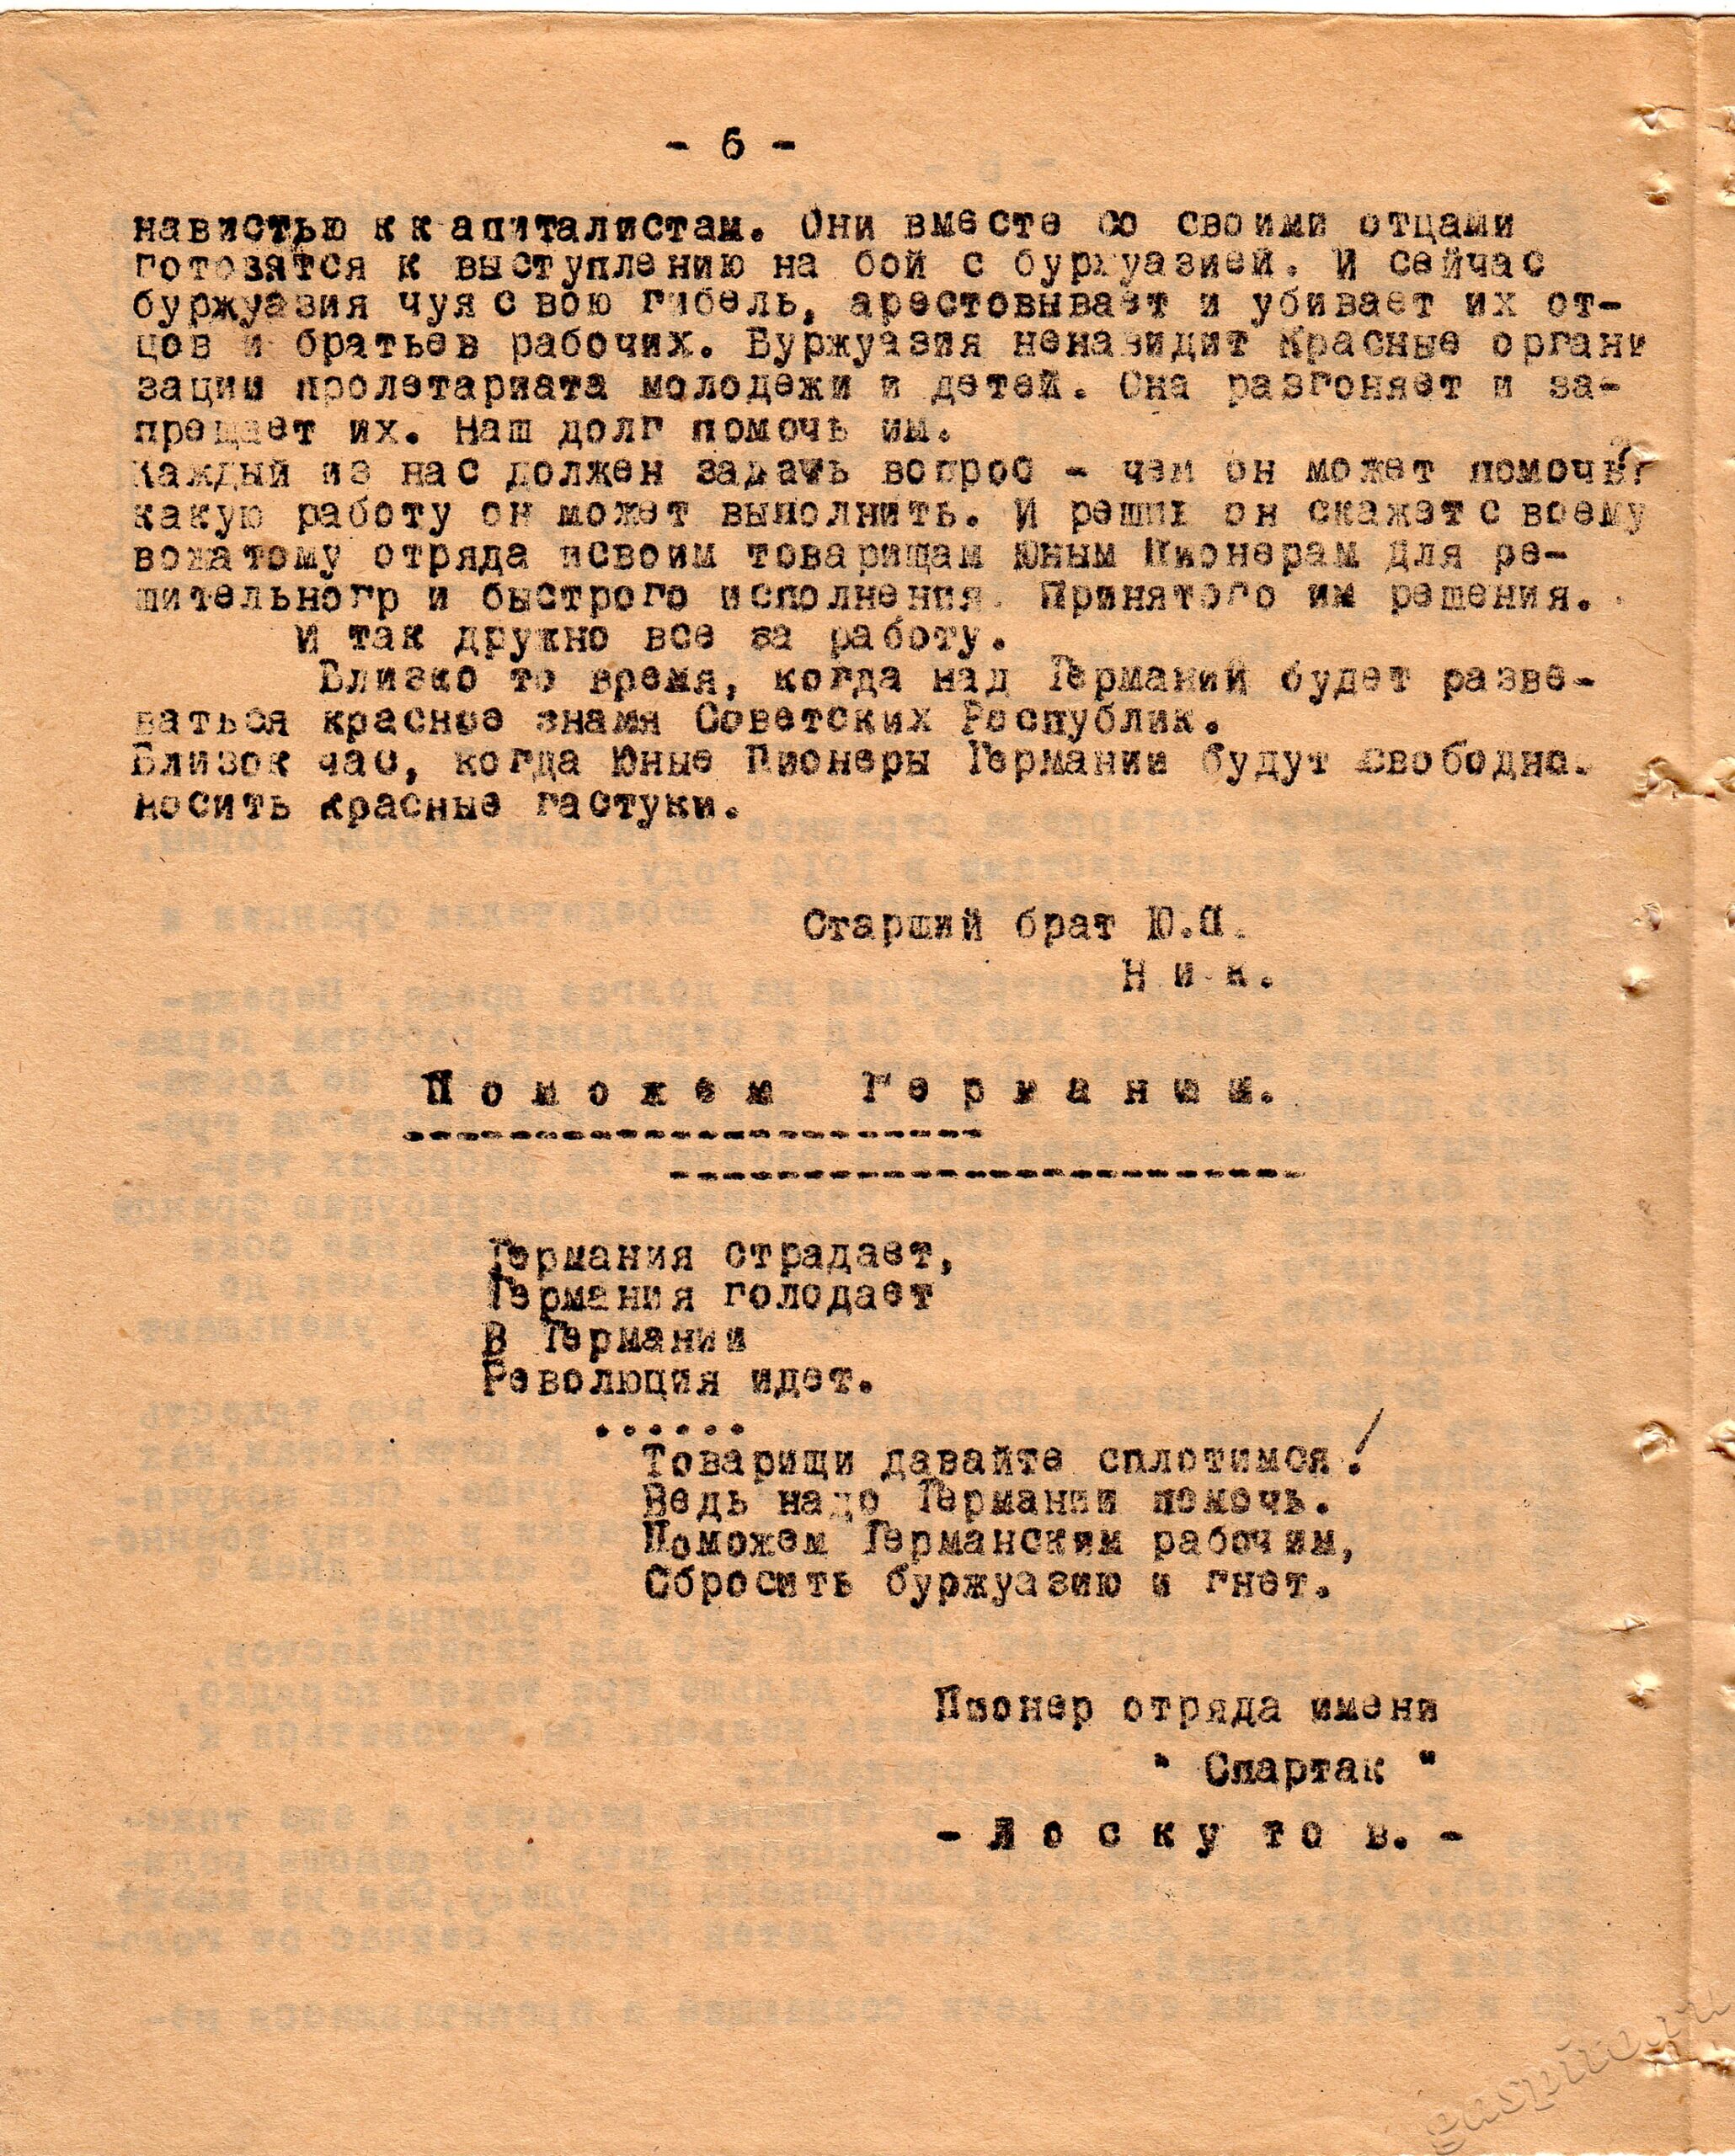 - 6 -
навистью к капиталистам. Они вместе со своими отцами
готовятся к выступлению на бой с буржуазией. И сейчас
буржуазия чуя свою гибель, арестовывает и убивает их от-
цов и братьев рабочих. Буржуазия ненавидит Красные органи
зации пролетариата молодежи и детей. Она разгоняет и за-
прещает их. Наш долг помочь им.
Каждый из нас должен задать вопрос - чем он может помочь?
какую работу он может выполнить. И решив он скажет своему
вожатому отряда и своим товарищам Юным Пионерам для ре-
шительногр и быстрого исполнения. Принятого им решения.
И так дружно все за работу.
Близко то время, когда над Германий будет разве-
ваться красное знамя Советских Республик.
Близок час, когда Юные Пионеры Германии будут свободно.
носить красные гастуки.
Старший брат Ю.П.
Н и к.
П о м о ж е м Г е р м а н и и.
Германия страдает,
Германия голодает
В Германии
Революция идет.
......
Товарищи давайте сплотимся!
Ведь надо Германии помочь.
Поможем Германским рабочим,
Сбросить буржуазию и гнет.
Пионер отряда имени
" Спартак "
- Л о с к у т о в. -
gaspiro.ru